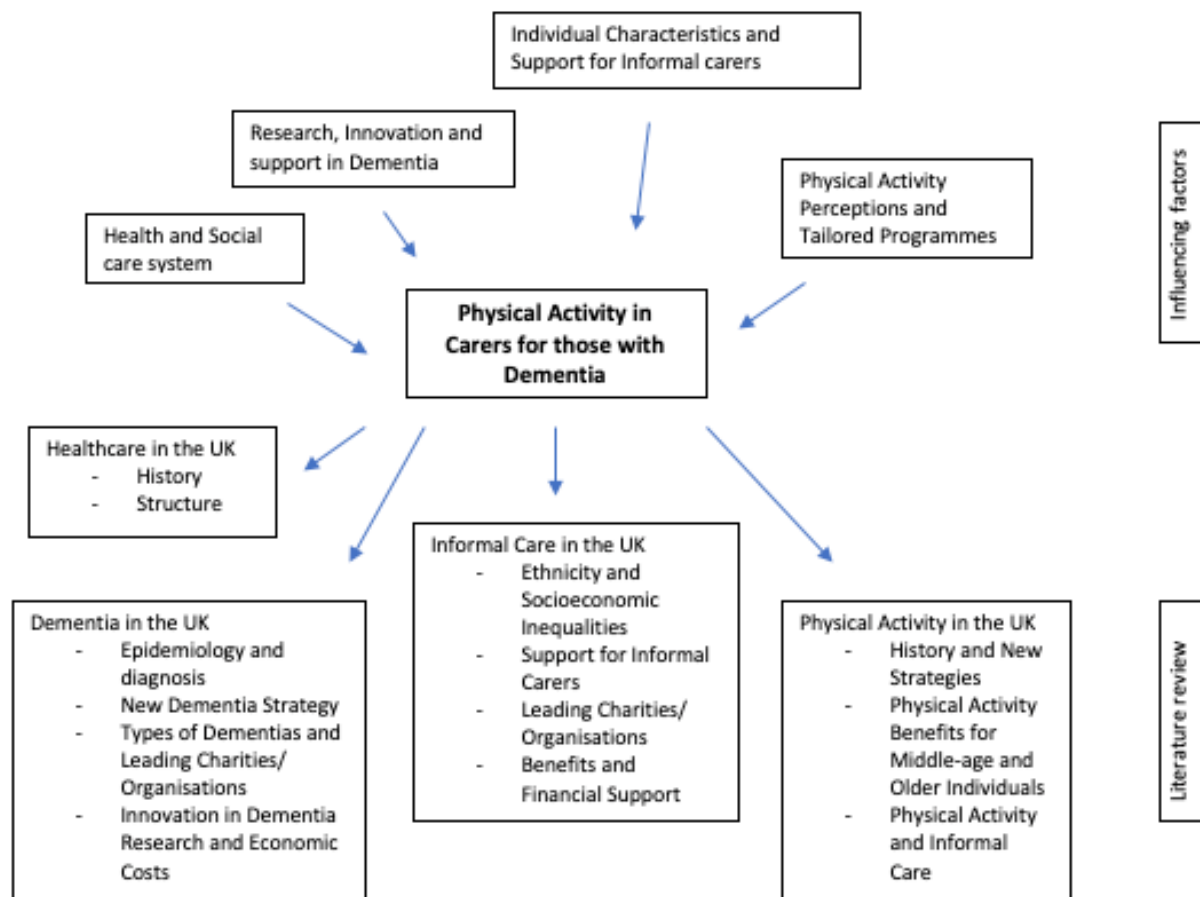 Individual Characteristics and
Support for Informal carers
Research, Innovation and
support in Dementia
Physical Activity
Perceptions and
Tailored Programmes
Health and Social
care system
Influencing factors
Physical Activity in
Carers for those with
Dementia
Healthcare in the UK
- History
- Structure
Dementia in the UK
- Epidemiology and
diagnosis
- New Dementia Strategy
- Types of Dementias and
Leading Charities/
Organisations
- Innovation in Dementia
Research and Economic
Costs
Informal Care in the UK
- Ethnicity and
Socioeconomic
Inequalities
- Support for Informal
Carers
- Leading Charities/
Organisations
- Benefits and
Financial Support
Physical Activity in the UK
- History and New
Strategies
- Physical Activity
Benefits for
Middle-age and
Older Individuals
- Physical Activity
and Informal
Care
Literature review